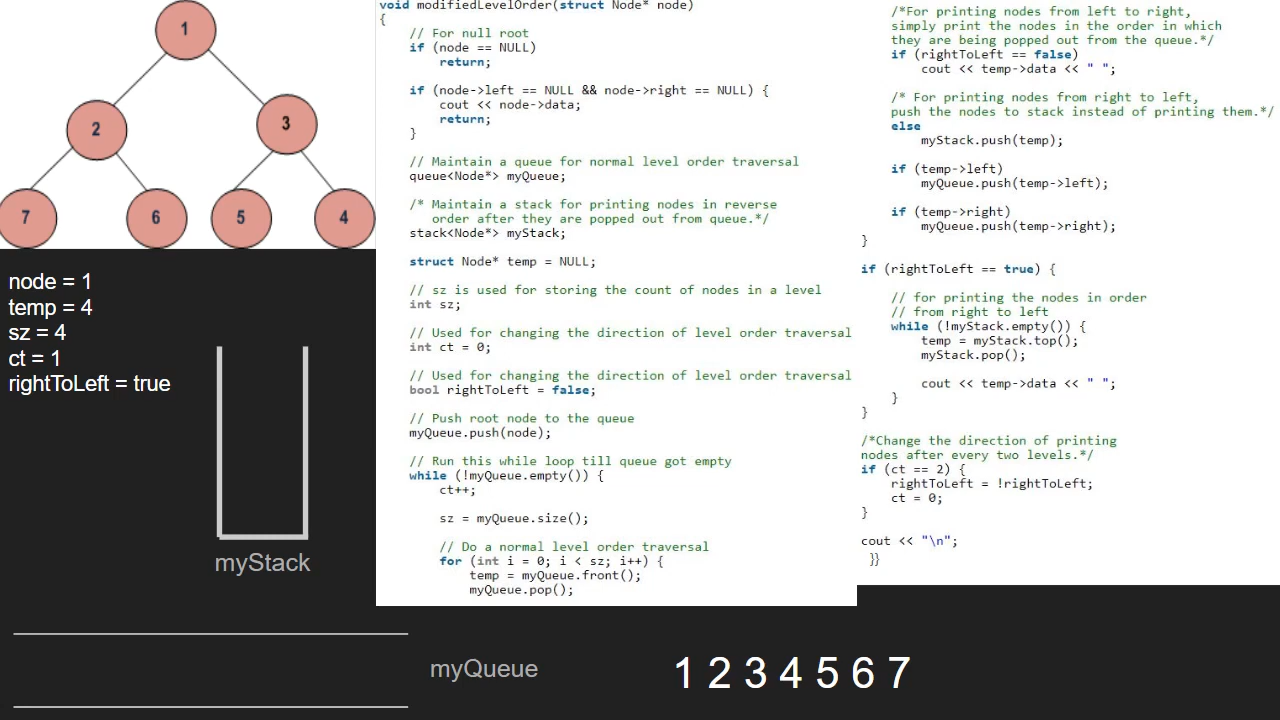 1
2
3
7
6
5
4
node = 1
temp = 4
sz = 4
ct = 1
rightToLeft = true
myStack
void modifiedLevelOrder(struct Node* node)
{
// For null root
if (node == NULL)
return;
if (node->left == NULL && node->right == NULL) {
cout << node->data;
return;
}
// Maintain a queue for normal level order traversal
queue<Node*> myQueue;
/* Maintain a stack for printing nodes in reverse
order after they are popped out from queue.*/
stack<Node*> myStack;
struct Node* temp = NULL;
// sz is used for storing the count of nodes in a level
int sz;
// Used for changing the direction of level order traversal
int ct = 0;
// Used for changing the direction of level order traversal
bool rightToLeft = false;
// Push root node to the queue
myQueue.push(node);
// Run this while loop till queue got empty
while (!myQueue.empty()) {
ct++;
sz = myQueue.size();
// Do a normal level order traversal
for (int i = 0; i < sz; i++) {
temp = myQueue.front();
myQueue.pop();
/*For printing nodes from left to right,
simply print the nodes in the order in which
they are being popped out from the queue.*/
if (rightToLeft == false)
cout << temp->data << " ";
/* For printing nodes from right to left,
push the nodes to stack instead of printing them.*/
else
myStack.push(temp);
if (temp->left)
myQueue.push(temp->left);
if (temp->right)
myQueue.push(temp->right);
}
if (rightToLeft == true) {
// for printing the nodes in order
// from right to left
while (!myStack.empty()) {
temp = myStack.top();
myStack.pop();
cout << temp->data << " ";
}
}
/*Change the direction of printing
nodes after every two levels.*/
if (ct == 2) {
rightToLeft = !rightToLeft;
ct = 0;
}
cout << "\n";
}}
myQueue
1 2 3 4 5 6 7